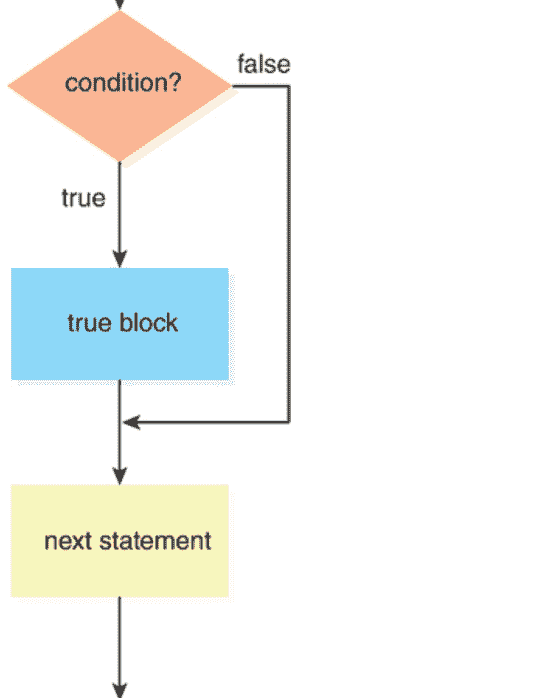 condition?
false
true
true block
next statement